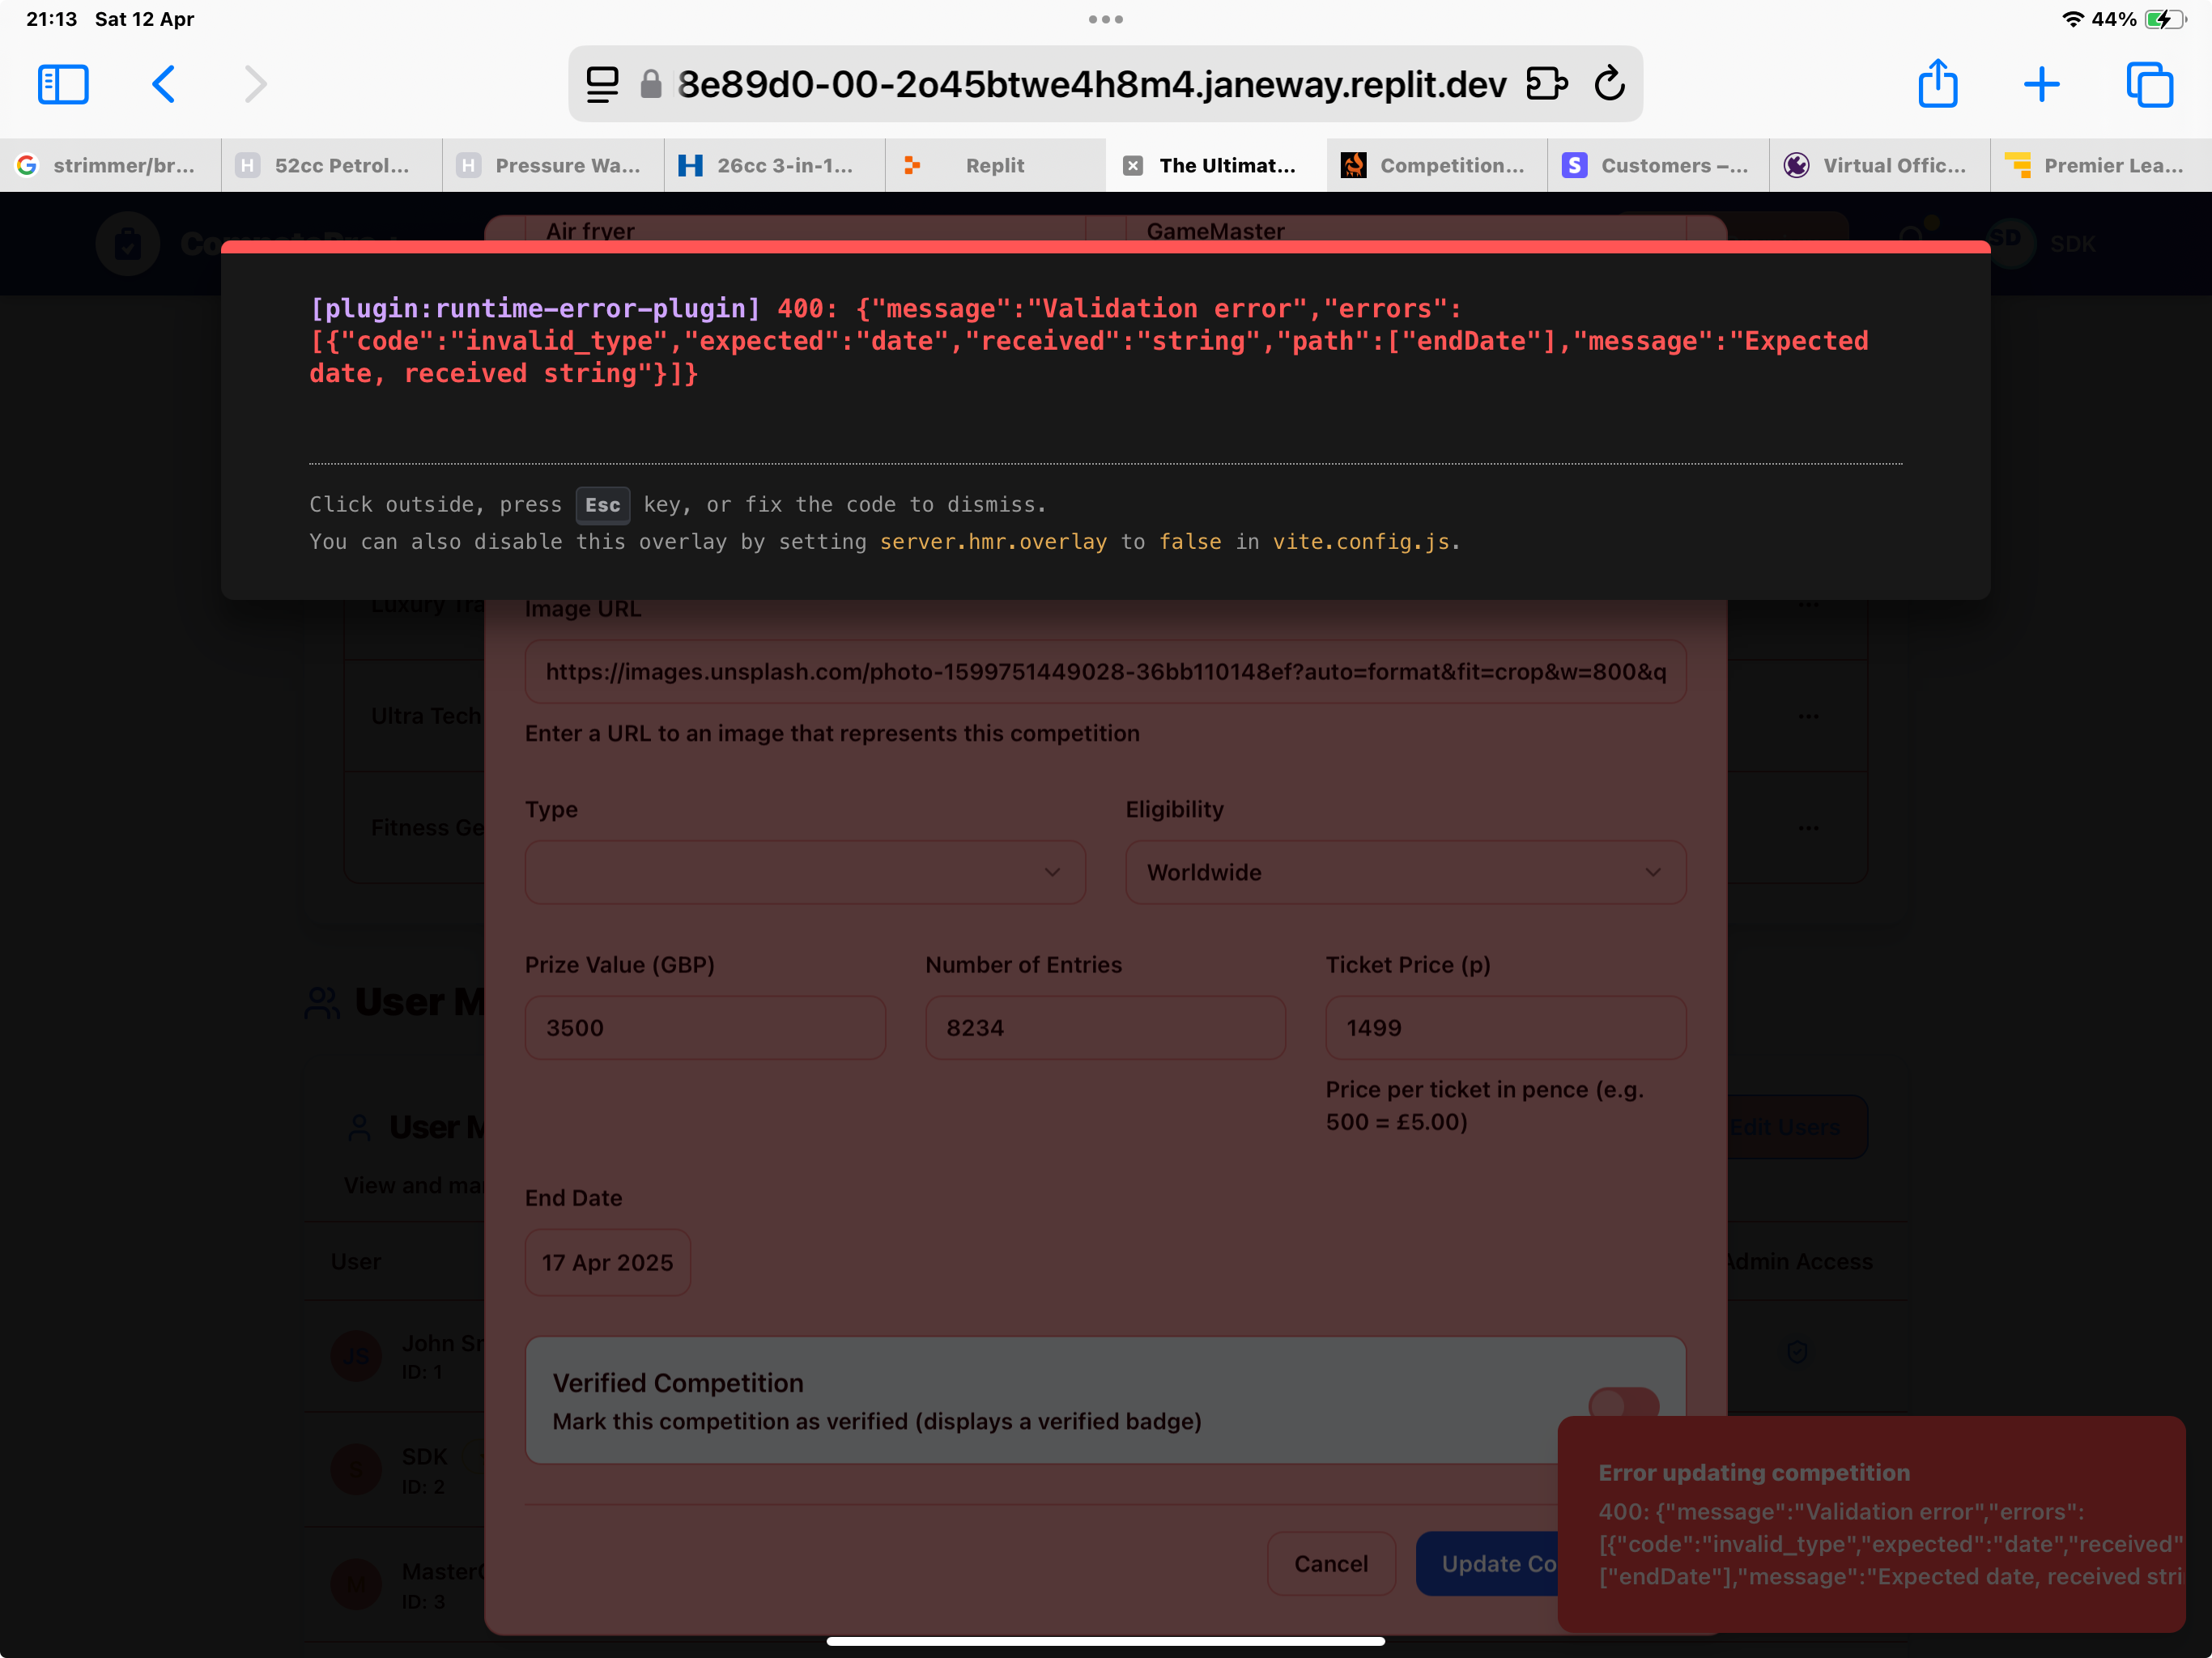 21:13 Sat 12 Apr
44%
8e89d0-00-2o45btwe4h8m4.janeway.replit.dev
strimmer/br...
52cc Petrol...
Pressure Wa...
26cc 3-in-1...
Replit
The Ultimat...
Competition...
Customers –...
Virtual Offic...
Premier Lea...
SD SDK
Air fryer
GameMaster
[plugin:runtime-error-plugin] 400: {"message":"Validation error","errors":
[{"code":"invalid_type","expected":"date","received":"string","path":["endDate"],"message":"Expected
date, received string"}]}
Click outside, press Esc key, or fix the code to dismiss.
You can also disable this overlay by setting server.hmr.overlay to false in vite.config.js.
Luxury Tra
Image URL
https://images.unsplash.com/photo-1599751449028-36bb110148ef?auto=format&fit=crop&w=800&q
Ultra Tech
Enter a URL to an image that represents this competition
Fitness Ge
Type
Eligibility
Worldwide
Prize Value (GBP)
Number of Entries
Ticket Price (p)
3500
8234
1499
Price per ticket in pence (e.g.
500 = £5.00)
User M
User M
Edit Users
View and ma
End Date
17 Apr 2025
User
Admin Access
JS
John Sr
ID: 1
Verified Competition
Mark this competition as verified (displays a verified badge)
S
SDK
ID: 2
M
Master
ID: 3
Cancel
Update Co
Error updating competition
400: {"message":"Validation error","errors":
[{"code":"invalid_type","expected":"date","received"
["endDate"],"message":"Expected date, received stri